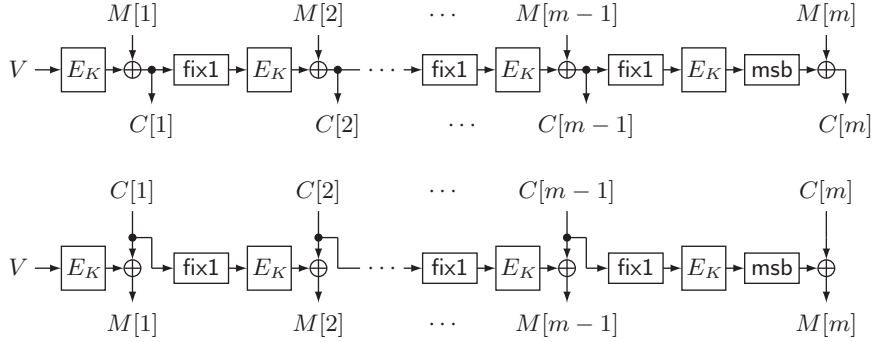 M[1] M[2] ··· M[m − 1] M[m]
V E_K fix1 E_K ··· fix1 E_K fix1 E_K msb
C[1] C[2] ··· C[m − 1] C[m]
C[1] C[2] ··· C[m − 1] C[m]
V E_K fix1 E_K ··· fix1 E_K fix1 E_K msb
M[1] M[2] ··· M[m − 1] M[m]